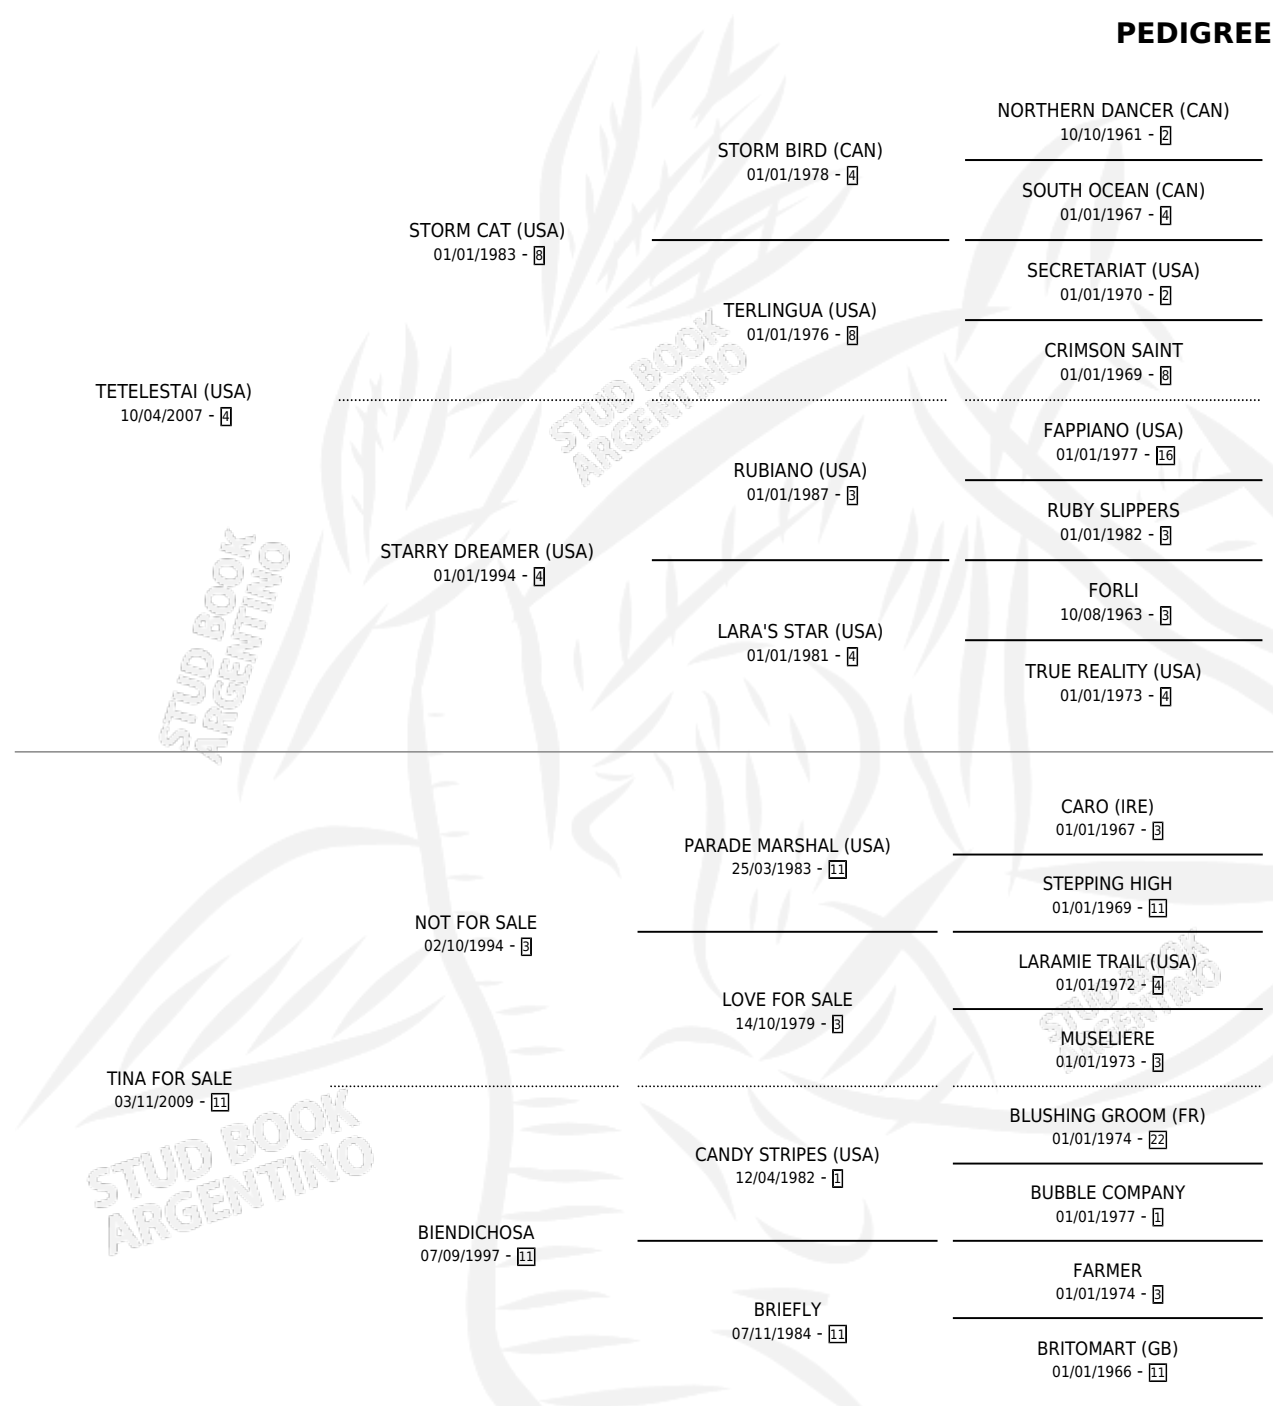 PEDIGREE
NORTHERN DANCER (CAN)
10/10/1961 - 2
STORM BIRD (CAN)
01/01/1978 - 4
SOUTH OCEAN (CAN)
01/01/1967 - 4
STORM CAT (USA)
01/01/1983 - 8
SECRETARIAT (USA)
01/01/1970 - 2
TERLINGUA (USA)
01/01/1976 - 8
CRIMSON SAINT
01/01/1969 - 8
TETELESTAI (USA)
10/04/2007 - 4
FAPPIANO (USA)
01/01/1977 - 16
RUBIANO (USA)
01/01/1987 - 3
RUBY SLIPPERS
01/01/1982 - 3
STARRY DREAMER (USA)
01/01/1994 - 4
FORLI
10/08/1963 - 3
LARA'S STAR (USA)
01/01/1981 - 4
TRUE REALITY (USA)
01/01/1973 - 4
CARO (IRE)
01/01/1967 - 3
PARADE MARSHAL (USA)
25/03/1983 - 11
STEPPING HIGH
01/01/1969 - 11
NOT FOR SALE
02/10/1994 - 3
LARAMIE TRAIL (USA)
01/01/1972 - 4
LOVE FOR SALE
14/10/1979 - 3
MUSELIERE
01/01/1973 - 3
TINA FOR SALE
03/11/2009 - 11
BLUSHING GROOM (FR)
01/01/1974 - 22
CANDY STRIPES (USA)
12/04/1982 - 1
BUBBLE COMPANY
01/01/1977 - 1
BIENDICHOSA
07/09/1997 - 11
FARMER
01/01/1974 - 3
BRIEFLY
07/11/1984 - 11
BRITOMART (GB)
01/01/1966 - 11
STUD BOOK
ARGENTINO
STUD BOOK
ARGENTINO
STUD BOOK
ARGENTINO
STUD BOOK
ARGENTINO